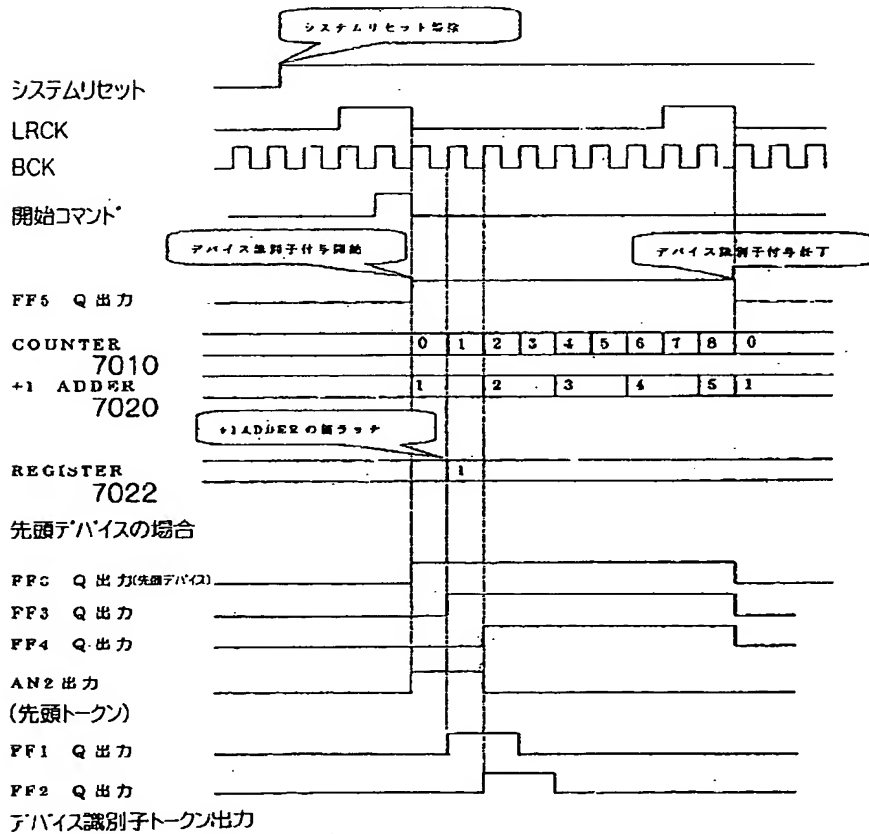 システムリセット解除
システムリセット
LRCK
BCK
開始コマンド
デバイス識別子付与開始
デバイス識別子付与終了
FF5 Q 出力
COUNTER 0 1 2 3 4 5 6 7 8 0
7010
+1 ADDER 1 2 3 4 5 1
7020
+1ADDERの値ラッチ
REGISTER 1
7022
先頭デバイスの場合
Q 出力(先頭デバイス)
FF3 Q 出力
FF4 Q 出力
AN2出力
(先頭トークン)
FF1 Q 出力
FF2 Q 出力
デバイス識別子トークン出力